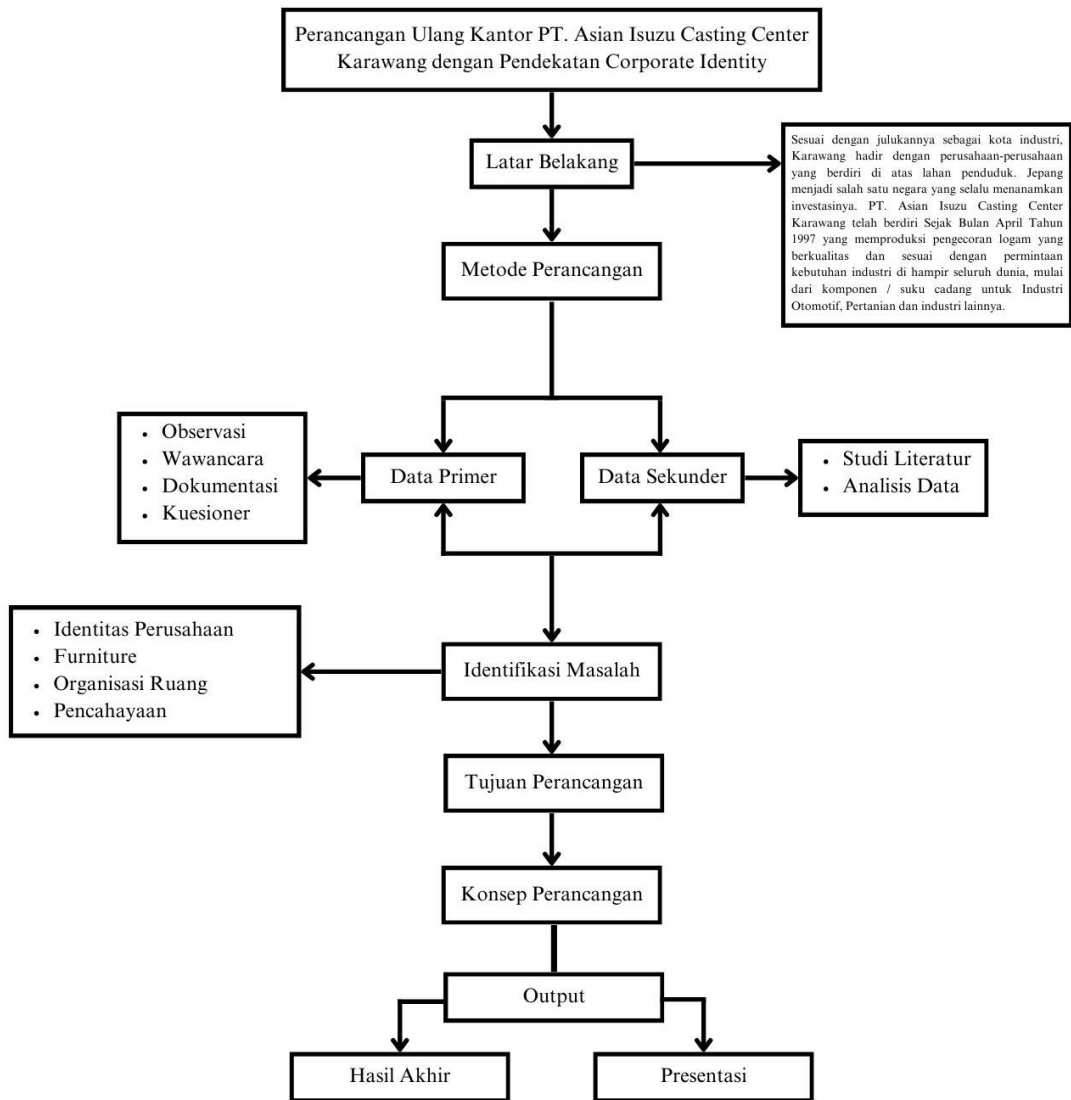 Perancangan Ulang Kantor PT. Asian Isuzu Casting Center
Karawang dengan Pendekatan Corporate Identity
Latar Belakang
Sesuai dengan julukannya sebagai kota industri,
Karawang hadir dengan perusahaan-perusahaan
yang berdiri di atas lahan penduduk. Jepang
menjadi salah satu negara yang selalu menanamkan
investasinya. PT. Asian Isuzu Casting Center
Karawang telah berdiri Sejak Bulan April Tahun
1997 yang memproduksi pengecoran logam yang
berkualitas dan sesuai dengan permintaan
kebutuhan industri di hampir seluruh dunia, mulai
dari komponen / suku cadang untuk Industri
Otomotif, Pertanian dan industri lainnya.
Metode Perancangan
• Observasi
• Wawancara
• Dokumentasi
• Kuesioner
Data Primer
Data Sekunder
• Studi Literatur
• Analisis Data
• Identitas Perusahaan
• Furniture
• Organisasi Ruang
• Pencahayaan
Identifikasi Masalah
Tujuan Perancangan
Konsep Perancangan
Output
Hasil Akhir
Presentasi